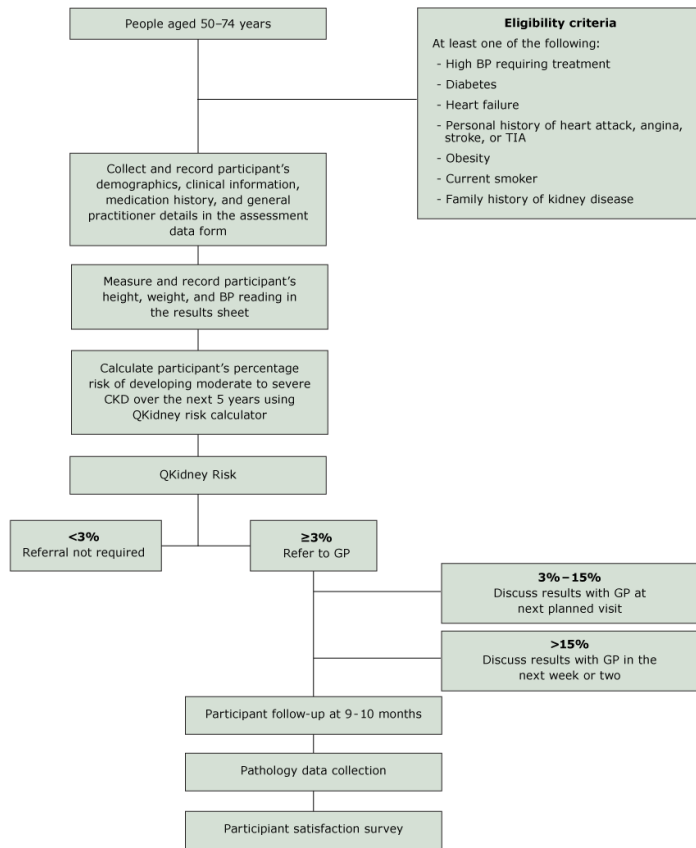 People aged 50–74 years
Eligibility criteria
At least one of the following:
- High BP requiring treatment
- Diabetes
- Heart failure
- Personal history of heart attack, angina,
stroke, or TIA
- Obesity
- Current smoker
- Family history of kidney disease
Collect and record participant’s
demographics, clinical information,
medication history, and general
practitioner details in the assessment
data form
Measure and record participant’s
height, weight, and BP reading in
the results sheet
Calculate participant’s percentage
risk of developing moderate to severe
CKD over the next 5 years using
QKidney risk calculator
QKidney Risk
<3%
Referral not required
≥3%
Refer to GP
3%–15%
Discuss results with GP at
next planned visit
>15%
Discuss results with GP in the
next week or two
Participant follow-up at 9-10 months
Pathology data collection
Participiant satisfaction survey